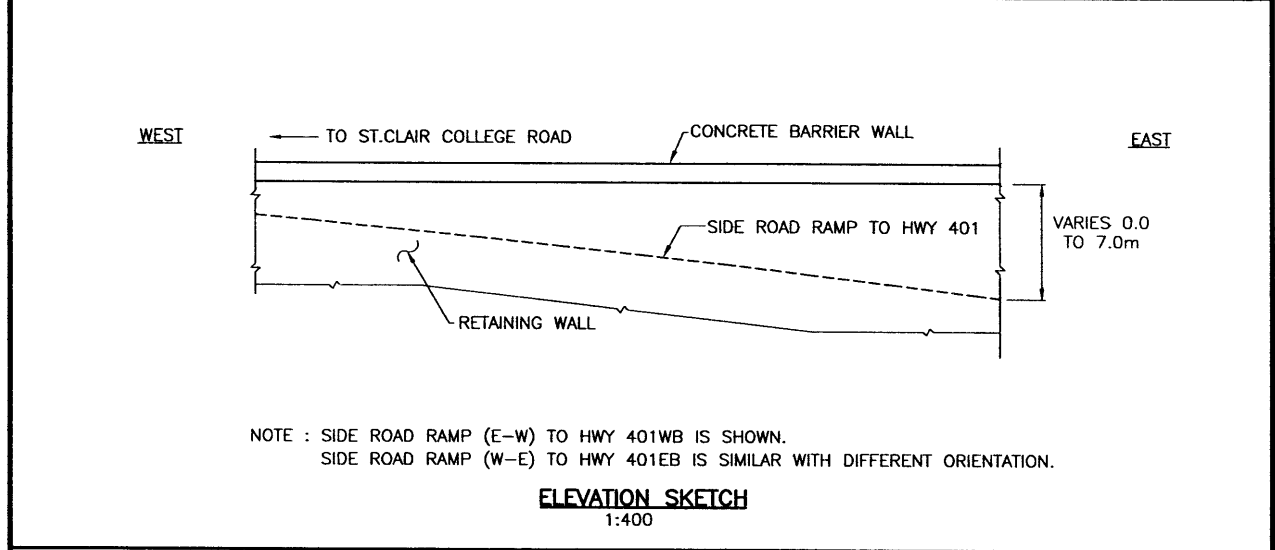 WEST
TO ST.CLAIR COLLEGE ROAD
CONCRETE BARRIER WALL
EAST
SIDE ROAD RAMP TO HWY 401
VARIES 0.0
TO 7.0m
RETAINING WALL
NOTE : SIDE ROAD RAMP (E-W) TO HWY 401WB IS SHOWN.
SIDE ROAD RAMP (W-E) TO HWY 401EB IS SIMILAR WITH DIFFERENT ORIENTATION.
ELEVATION SKETCH
1:400